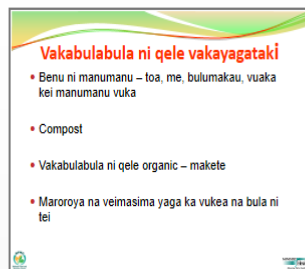 Vakabulabula ni qele vakayagataki
• Benu ni manumanu – toa, me, bulumakau, vuaka
kei manumanu vuka
• Compost
• Vakabulabula ni qele organic – makete
• Maroroya na veimasima yaga ka vukea na bula ni
tei